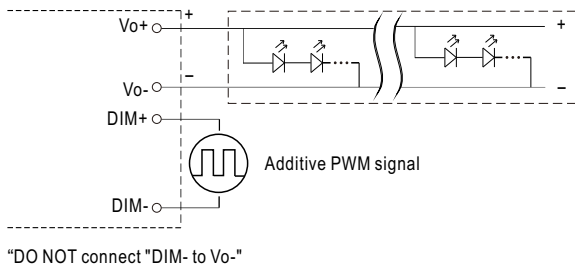 Vo+
+
+
Vo-
–
–
DIM+
Additive PWM signal
DIM-
“DO NOT connect "DIM- to Vo-"